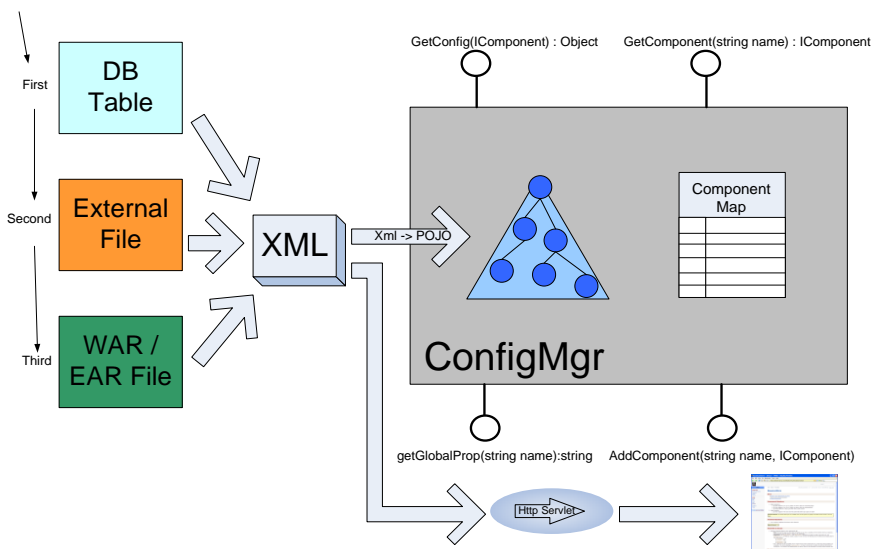 GetConfig(IComponent) : Object
GetComponent(string name) : IComponent
First
DB
Table
Second
External
File
Third
WAR /
EAR File
XML
Xml -> POJO
Component
Map
ConfigMgr
getGlobalProp(string name):string
AddComponent(string name, IComponent)
Http Servlet